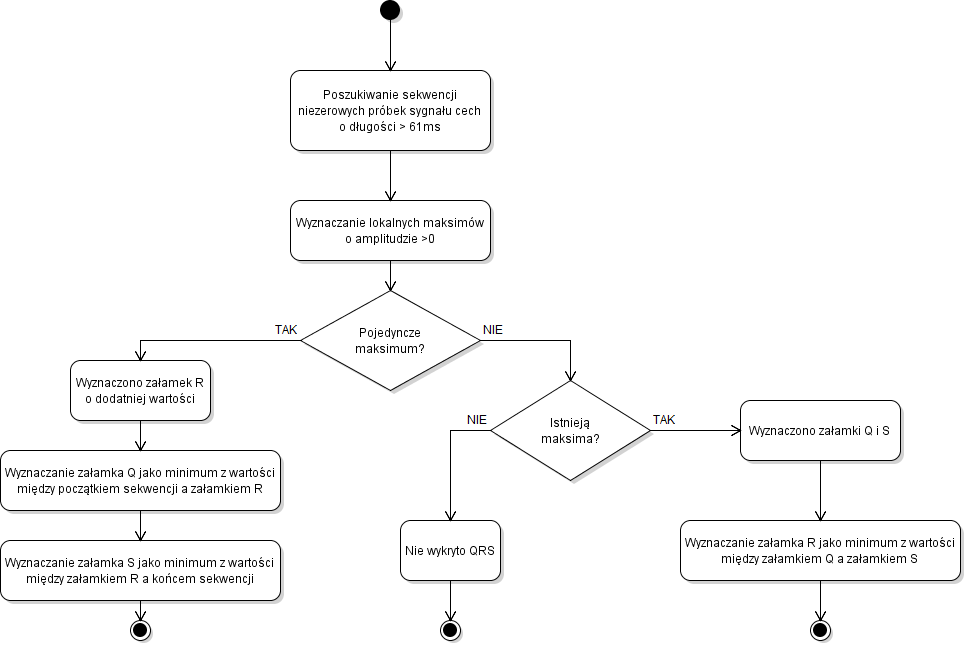 Poszukiwanie sekwencji
niezerowych próbek sygnału cech
o długości > 61ms
Wyznaczanie lokalnych maksimów
o amplitudzie >0
Pojedyncze
maksimum?
TAK
NIE
Wyznaczono załamek R
o dodatniej wartości
Wyznaczanie załamka Q jako minimum z wartości
między początkiem sekwencji a załamkiem R
Wyznaczanie załamka S jako minimum z wartości
między załamkiem R a końcem sekwencji
Istnieją
maksima?
NIE
TAK
Nie wykryto QRS
Wyznaczono załamki Q i S
Wyznaczanie załamka R jako minimum z wartości
między załamkiem Q a załamkiem S